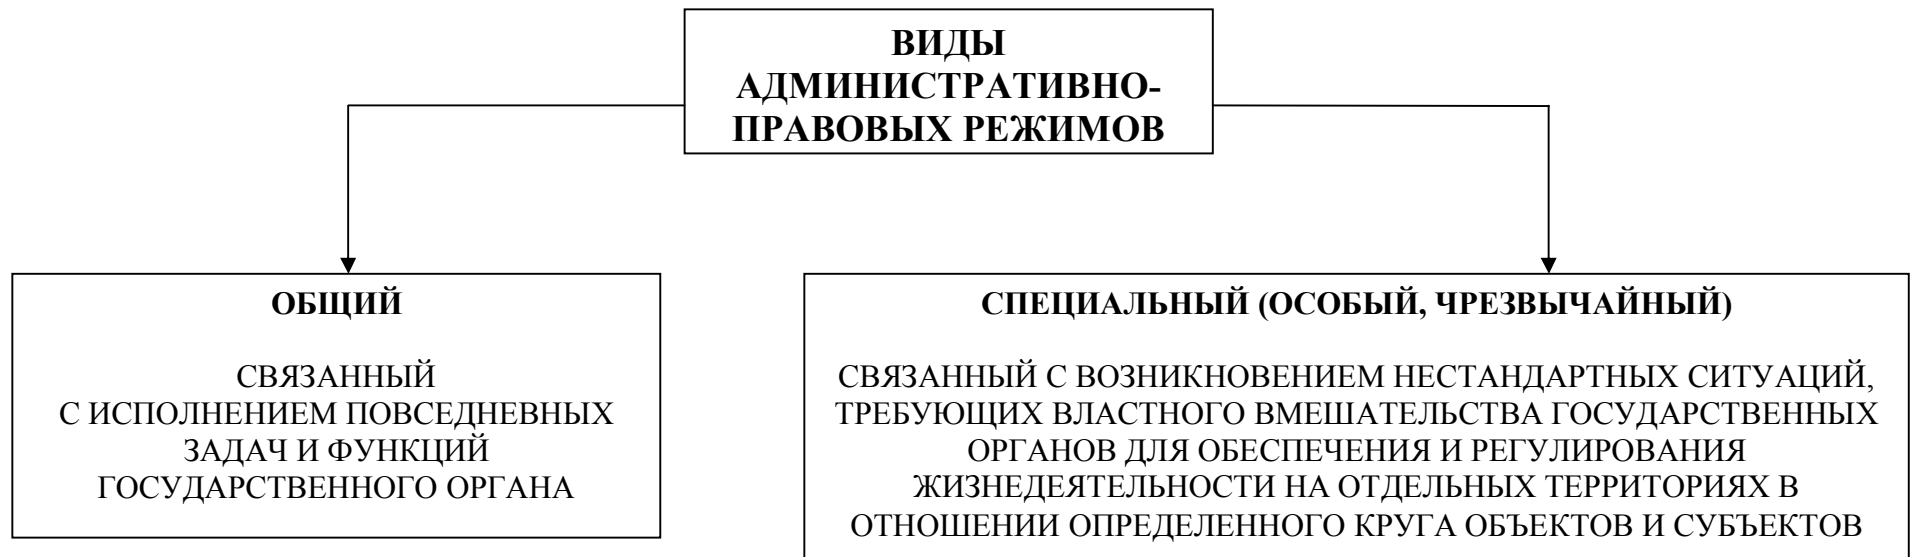 ВИДЫ
АДМИНИСТРАТИВНО-
ПРАВОВЫХ РЕЖИМОВ
ОБЩИЙ
СВЯЗАННЫЙ
С ИСПОЛНЕНИЕМ ПОВСЕДНЕВНЫХ
ЗАДАЧ И ФУНКЦИЙ
ГОСУДАРСТВЕННОГО ОРГАНА
СПЕЦИАЛЬНЫЙ (ОСОБЫЙ, ЧРЕЗВЫЧАЙНЫЙ)
СВЯЗАННЫЙ С ВОЗНИКНОВЕНИЕМ НЕСТАНДАРТНЫХ СИТУАЦИЙ,
ТРЕБУЮЩИХ ВЛАСТНОГО ВМЕШАТЕЛЬСТВА ГОСУДАРСТВЕННЫХ
ОРГАНОВ ДЛЯ ОБЕСПЕЧЕНИЯ И РЕГУЛИРОВАНИЯ
ЖИЗНЕДЕЯТЕЛЬНОСТИ НА ОТДЕЛЬНЫХ ТЕРРИТОРИЯХ В
ОТНОШЕНИИ ОПРЕДЕЛЕННОГО КРУГА ОБЪЕКТОВ И СУБЪЕКТОВ